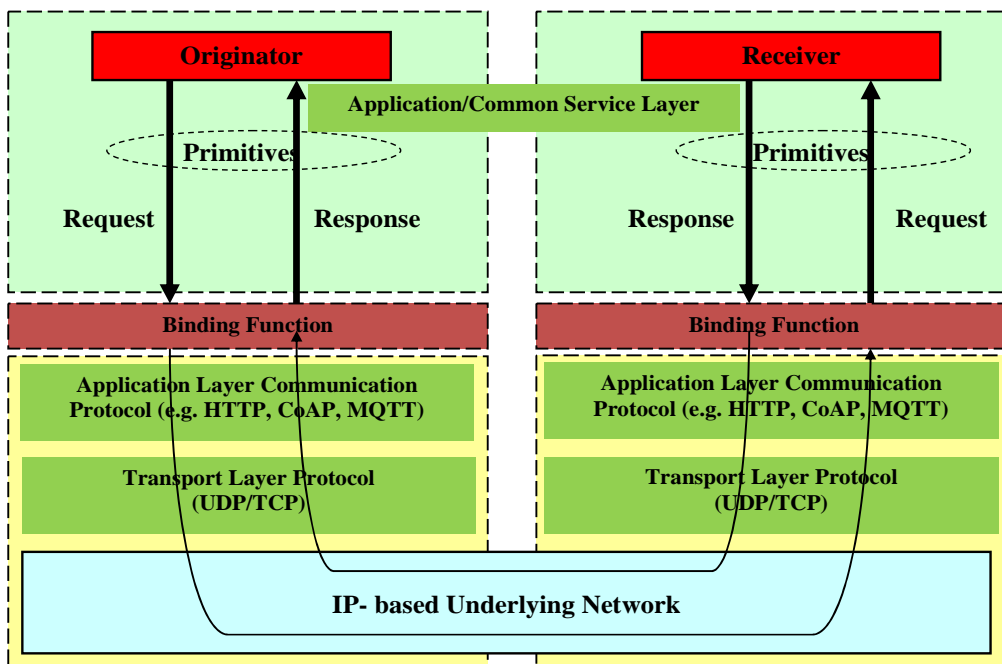 Originator
Receiver
Application/Common Service Layer
Primitives
Primitives
Request
Response
Response
Request
Binding Function
Binding Function
Application Layer Communication
Protocol (e.g. HTTP, CoAP, MQTT)
Application Layer Communication
Protocol (e.g. HTTP, CoAP, MQTT)
Transport Layer Protocol
(UDP/TCP)
Transport Layer Protocol
(UDP/TCP)
IP- based Underlying Network